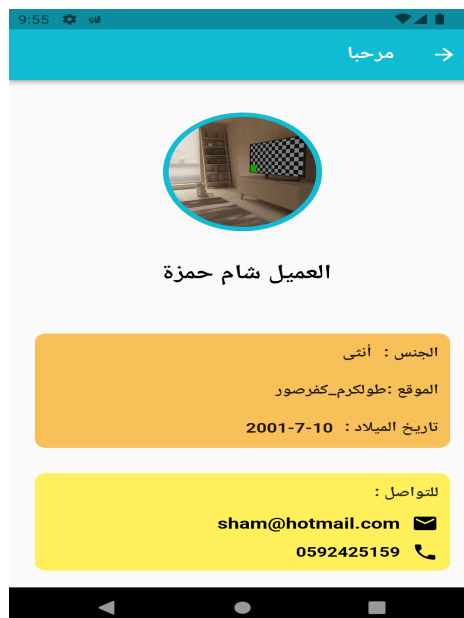 9:55
مرحبا
العميل شام حمزة
الجنس : أنثى
الموقع :طولكرم_كفرصور
تاريخ الميلاد : 10-7-2001
للتواصل :
sham@hotmail.com
0592425159